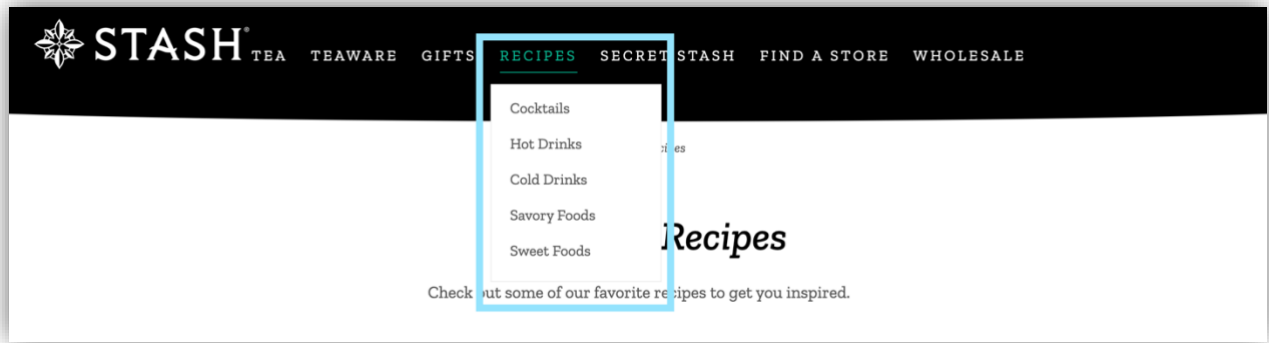 STASH®
TEA TEAWARE GIFTS RECIPES SECRET STASH FIND A STORE WHOLESALE
Cocktails
Hot Drinks
Cold Drinks
Savory Foods
Sweet Foods
Recipes
Check out some of our favorite recipes to get you inspired.